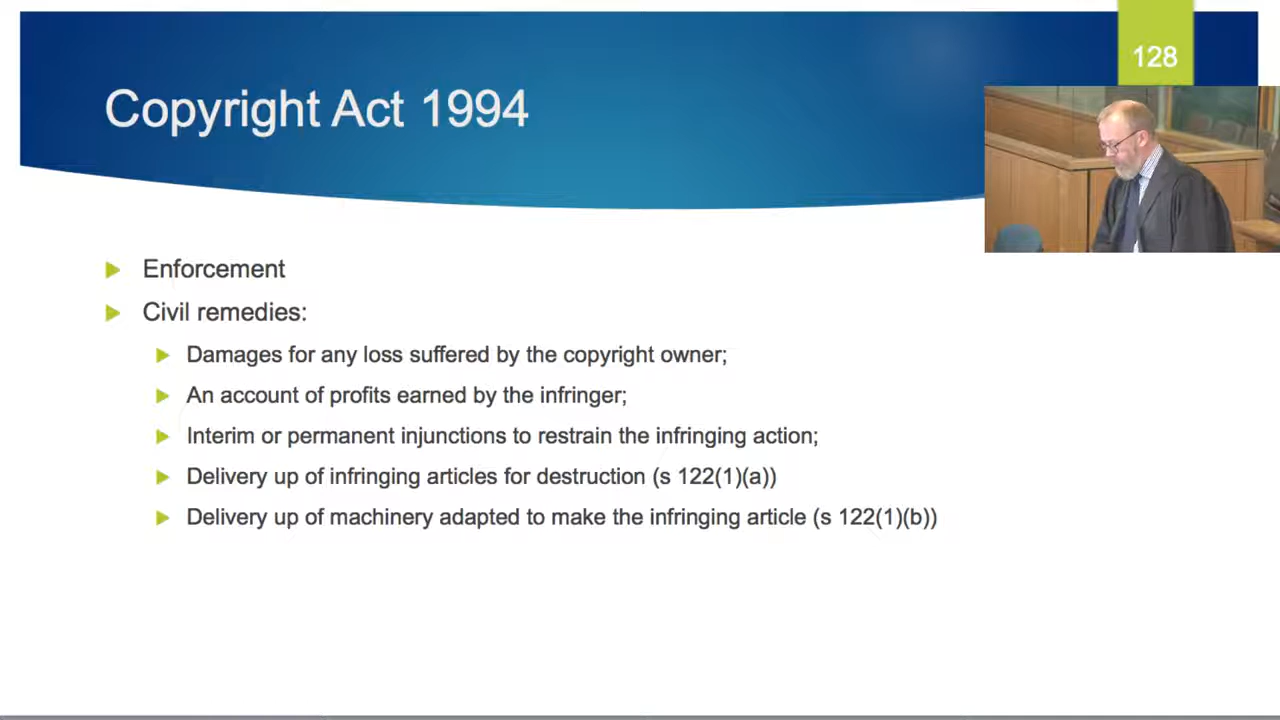 128
Copyright Act 1994
Enforcement
Civil remedies:
Damages for any loss suffered by the copyright owner;
An account of profits earned by the infringer;
Interim or permanent injunctions to restrain the infringing action;
Delivery up of infringing articles for destruction (s 122(1)(a))
Delivery up of machinery adapted to make the infringing article (s 122(1)(b))